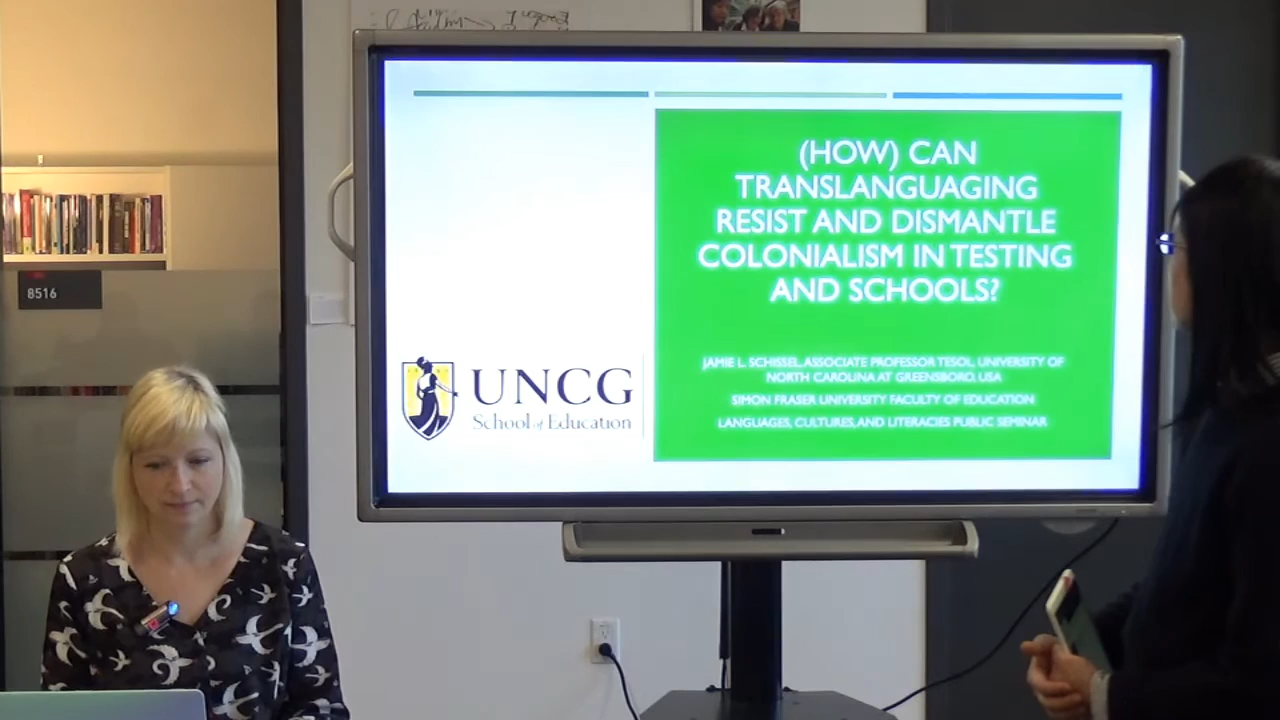 (HOW) CAN
TRANSLANGUAGING
RESIST AND DISMANTLE
COLONIALISM IN TESTING
AND SCHOOLS?
JAMIE L. SCHISSEL, ASSOCIATE PROFESSOR TESOL, UNIVERSITY OF
NORTH CAROLINA AT GREENSBORO, USA
SIMON FRASER UNIVERSITY FACULTY OF EDUCATION
LANGUAGES, CULTURES, AND LITERACIES PUBLIC SEMINAR
UNCG
School of Education
8516